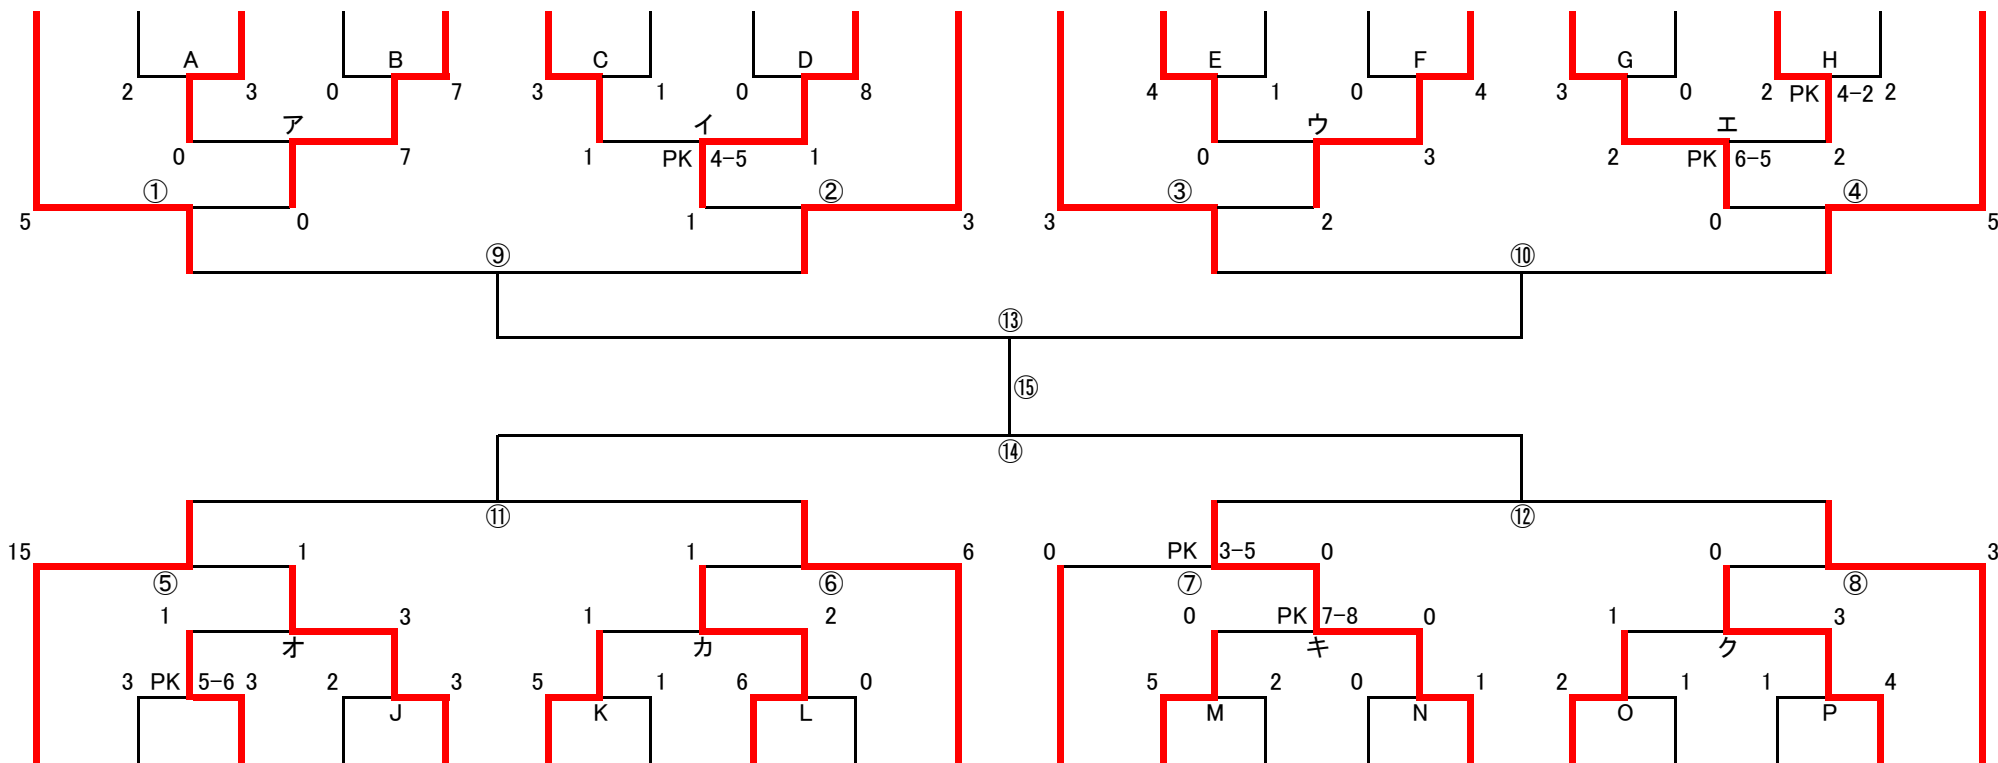 A B C D E F G H
2 3 0 7 3 1 0 8 4 1 0 4 3 0 2 PK 4-2 2
ア イ ウ エ
0 7 1 PK 4-5 1 0 3 2 PK 6-5 2
① ② ③ ④
5 0 1 3 3 2 0 5
⑨ ⑩
⑬
⑮
⑭
⑪ ⑫
15 1 1 6 0 PK 3-5 0 0 3
⑤ ⑥ ⑦ ⑧
1 3 1 2 0 PK 7-8 0 1 3
オ カ キ ク
3 PK 5-6 3 2 3 5 1 6 0 5 2 0 1 2 1 1 4
J K L M N O P